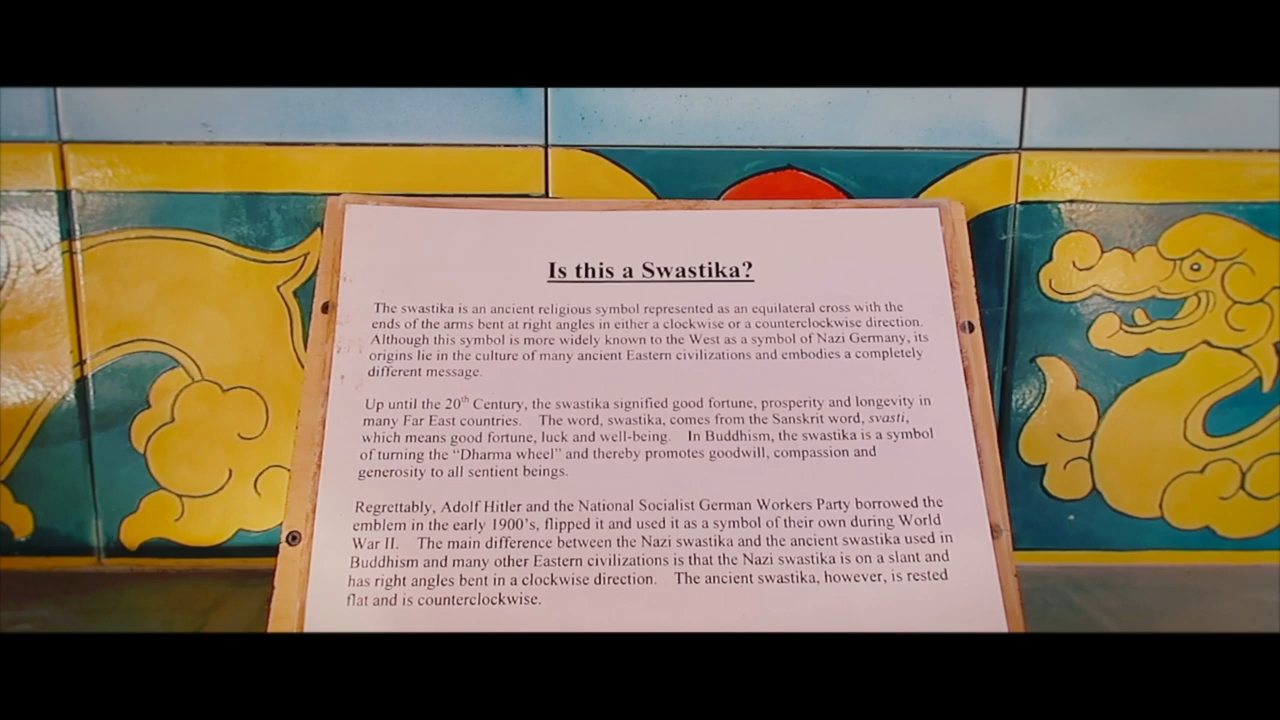 Is this a Swastika?
The swastika is an ancient religious symbol represented as an equilateral cross with the
ends of the arms bent at right angles in either a clockwise or a counterclockwise direction.
Although this symbol is more widely known to the West as a symbol of Nazi Germany, its
origins lie in the culture of many ancient Eastern civilizations and embodies a completely
different message.
Up until the 20th Century, the swastika signified good fortune, prosperity and longevity in
many Far East countries. The word, swastika, comes from the Sanskrit word, svasti,
which means good fortune, luck and well-being. In Buddhism, the swastika is a symbol
of turning the “Dharma wheel” and thereby promotes goodwill, compassion and
generosity to all sentient beings.
Regrettably, Adolf Hitler and the National Socialist German Workers Party borrowed the
emblem in the early 1900’s, flipped it and used it as a symbol of their own during World
War II. The main difference between the Nazi swastika and the ancient swastika used in
Buddhism and many other Eastern civilizations is that the Nazi swastika is on a slant and
has right angles bent in a clockwise direction. The ancient swastika, however, is rested
flat and is counterclockwise.